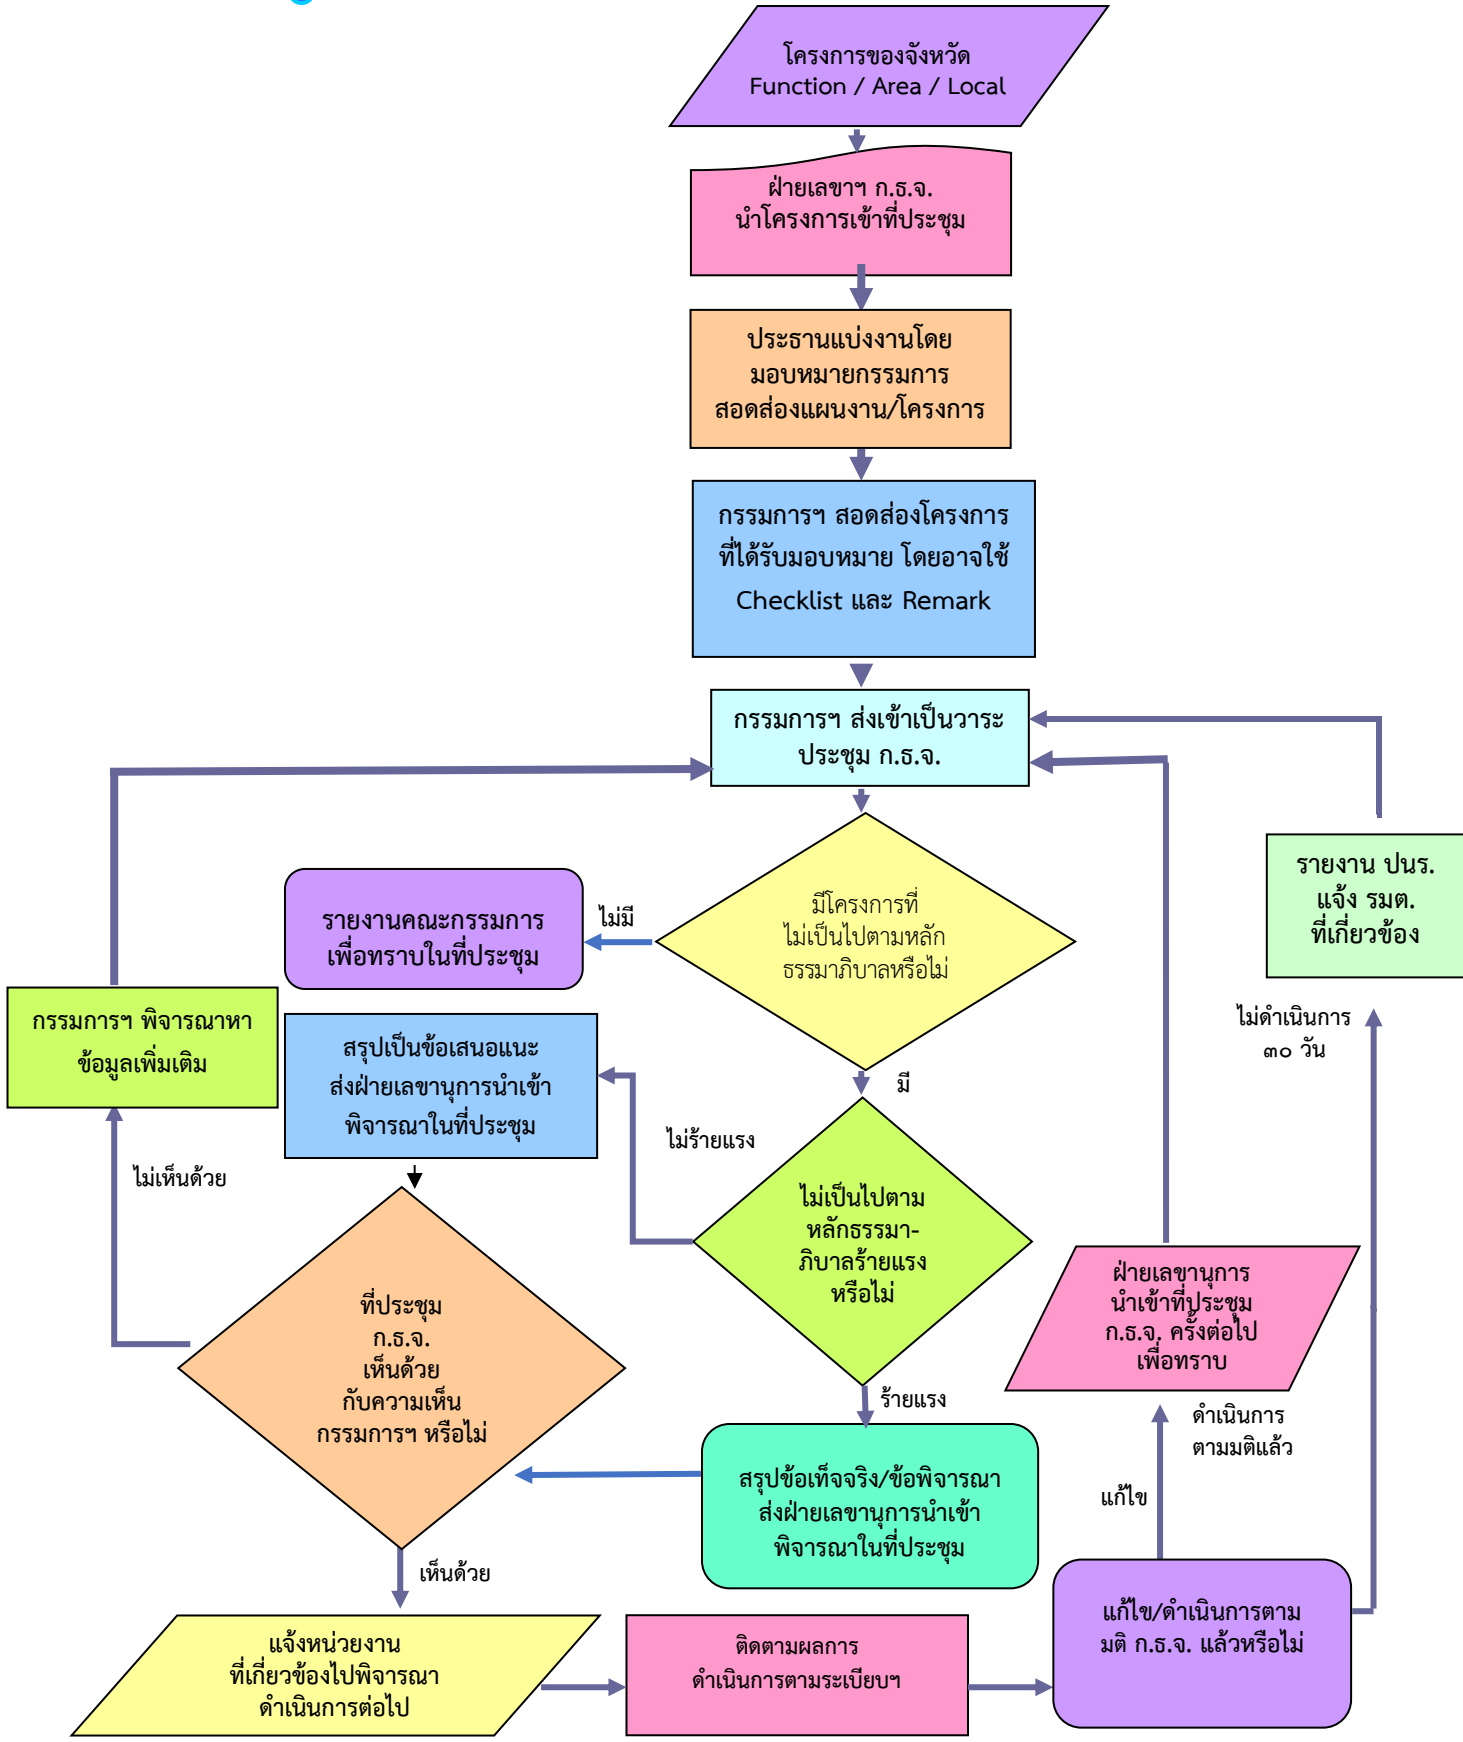 โครงการของจังหวัด
Function / Area / Local
ฝ่ายเลขาฯ ก.ธ.จ.
นำโครงการเข้าที่ประชุม
ประธานแบ่งงานโดย
มอบหมายกรรมการ
สอดส่องแผนงาน/โครงการ
กรรมการฯ สอดส่องโครงการ
ที่ได้รับมอบหมาย โดยอาจใช้
Checklist และ Remark
กรรมการฯ ส่งเข้าเป็นวาระ
ประชุม ก.ธ.จ.
มีโครงการที่
ไม่เป็นไปตามหลัก
ธรรมาภิบาลหรือไม่
ไม่มี
รายงานคณะกรรมการ
เพื่อทราบในที่ประชุม
รายงาน ปนร.
แจ้ง รมต.
ที่เกี่ยวข้อง
กรรมการฯ พิจารณาหา
ข้อมูลเพิ่มเติม
สรุปเป็นข้อเสนอแนะ
ส่งฝ่ายเลขานุการนำเข้า
พิจารณาในที่ประชุม
ไม่ดำเนินการ
๓๐ วัน
มี
ไม่ร้ายแรง
ไม่เห็นด้วย
ไม่เป็นไปตาม
หลักธรรมา-
ภิบาลร้ายแรง
หรือไม่
ที่ประชุม
ก.ธ.จ.
เห็นด้วย
กับความเห็น
กรรมการฯ หรือไม่
ฝ่ายเลขานุการ
นำเข้าที่ประชุม
ก.ธ.จ. ครั้งต่อไป
เพื่อทราบ
ร้ายแรง
ดำเนินการ
ตามมติแล้ว
สรุปข้อเท็จจริง/ข้อพิจารณา
ส่งฝ่ายเลขานุการนำเข้า
พิจารณาในที่ประชุม
แก้ไข
เห็นด้วย
แจ้งหน่วยงาน
ที่เกี่ยวข้องไปพิจารณา
ดำเนินการต่อไป
ติดตามผลการ
ดำเนินการตามระเบียบฯ
แก้ไข/ดำเนินการตาม
มติ ก.ธ.จ. แล้วหรือไม่